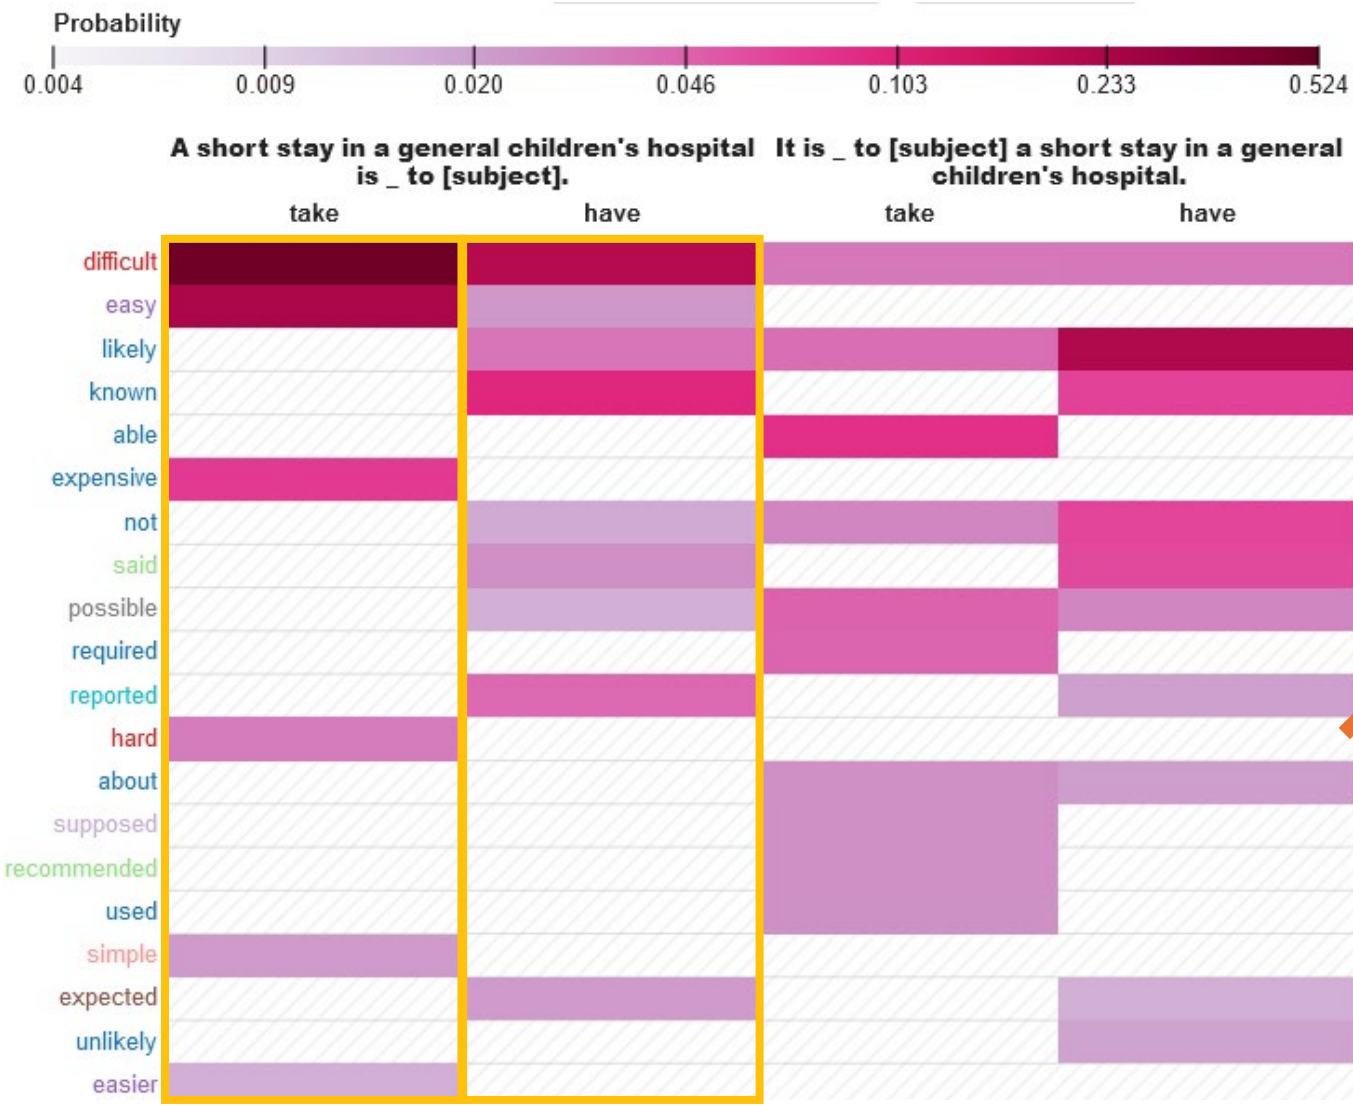 Probability
0.004 0.009 0.020 0.046 0.103 0.233 0.524
A short stay in a general children's hospital
is _ to [subject].
It is _ to [subject] a short stay in a general
children's hospital.
take have take have
difficult
easy
likely
known
able
expensive
not
said
possible
required
reported
hard
about
supposed
recommended
used
simple
expected
unlikely
easier